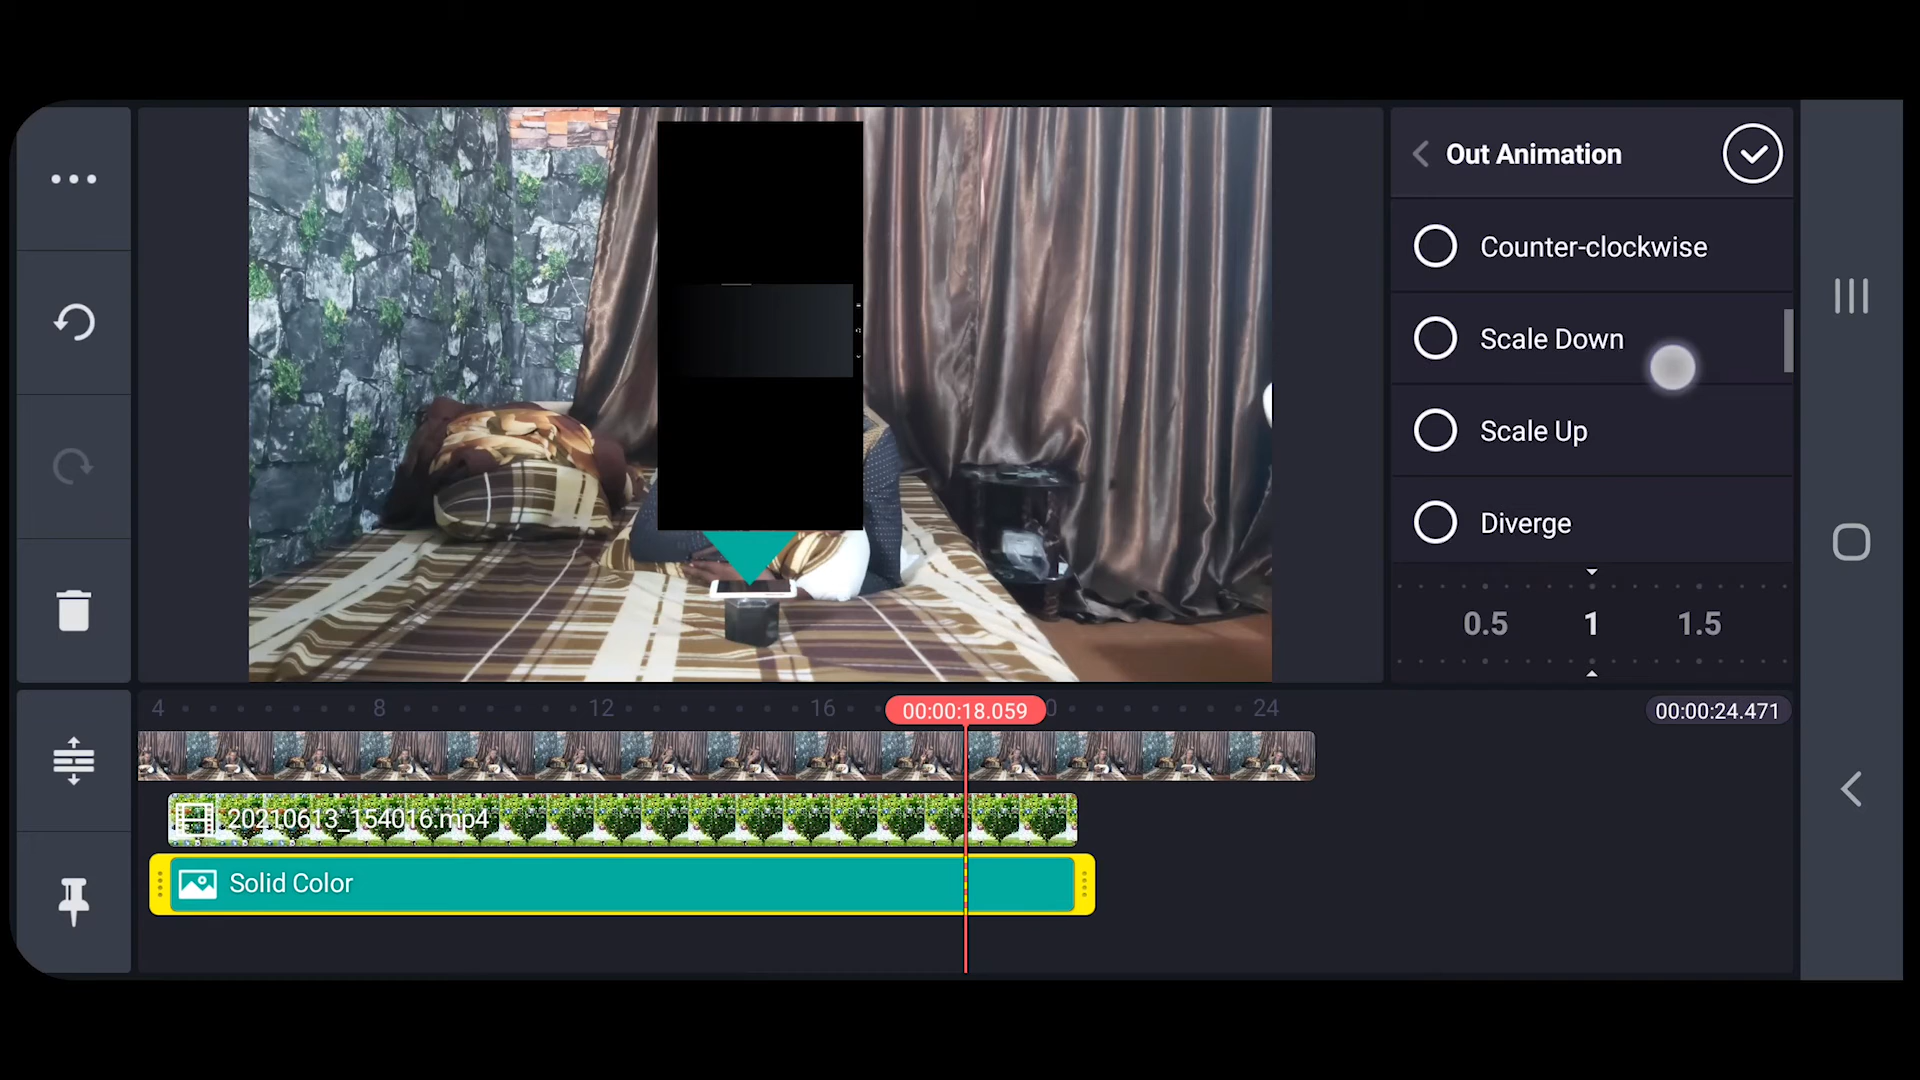 Out Animation
Counter-clockwise
Scale Down
Scale Up
Diverge
0.5 1 1.5
4 8 12 16 00:00:18.059 0 24 00:00:24.471
20210613_154016.mp4
Solid Color